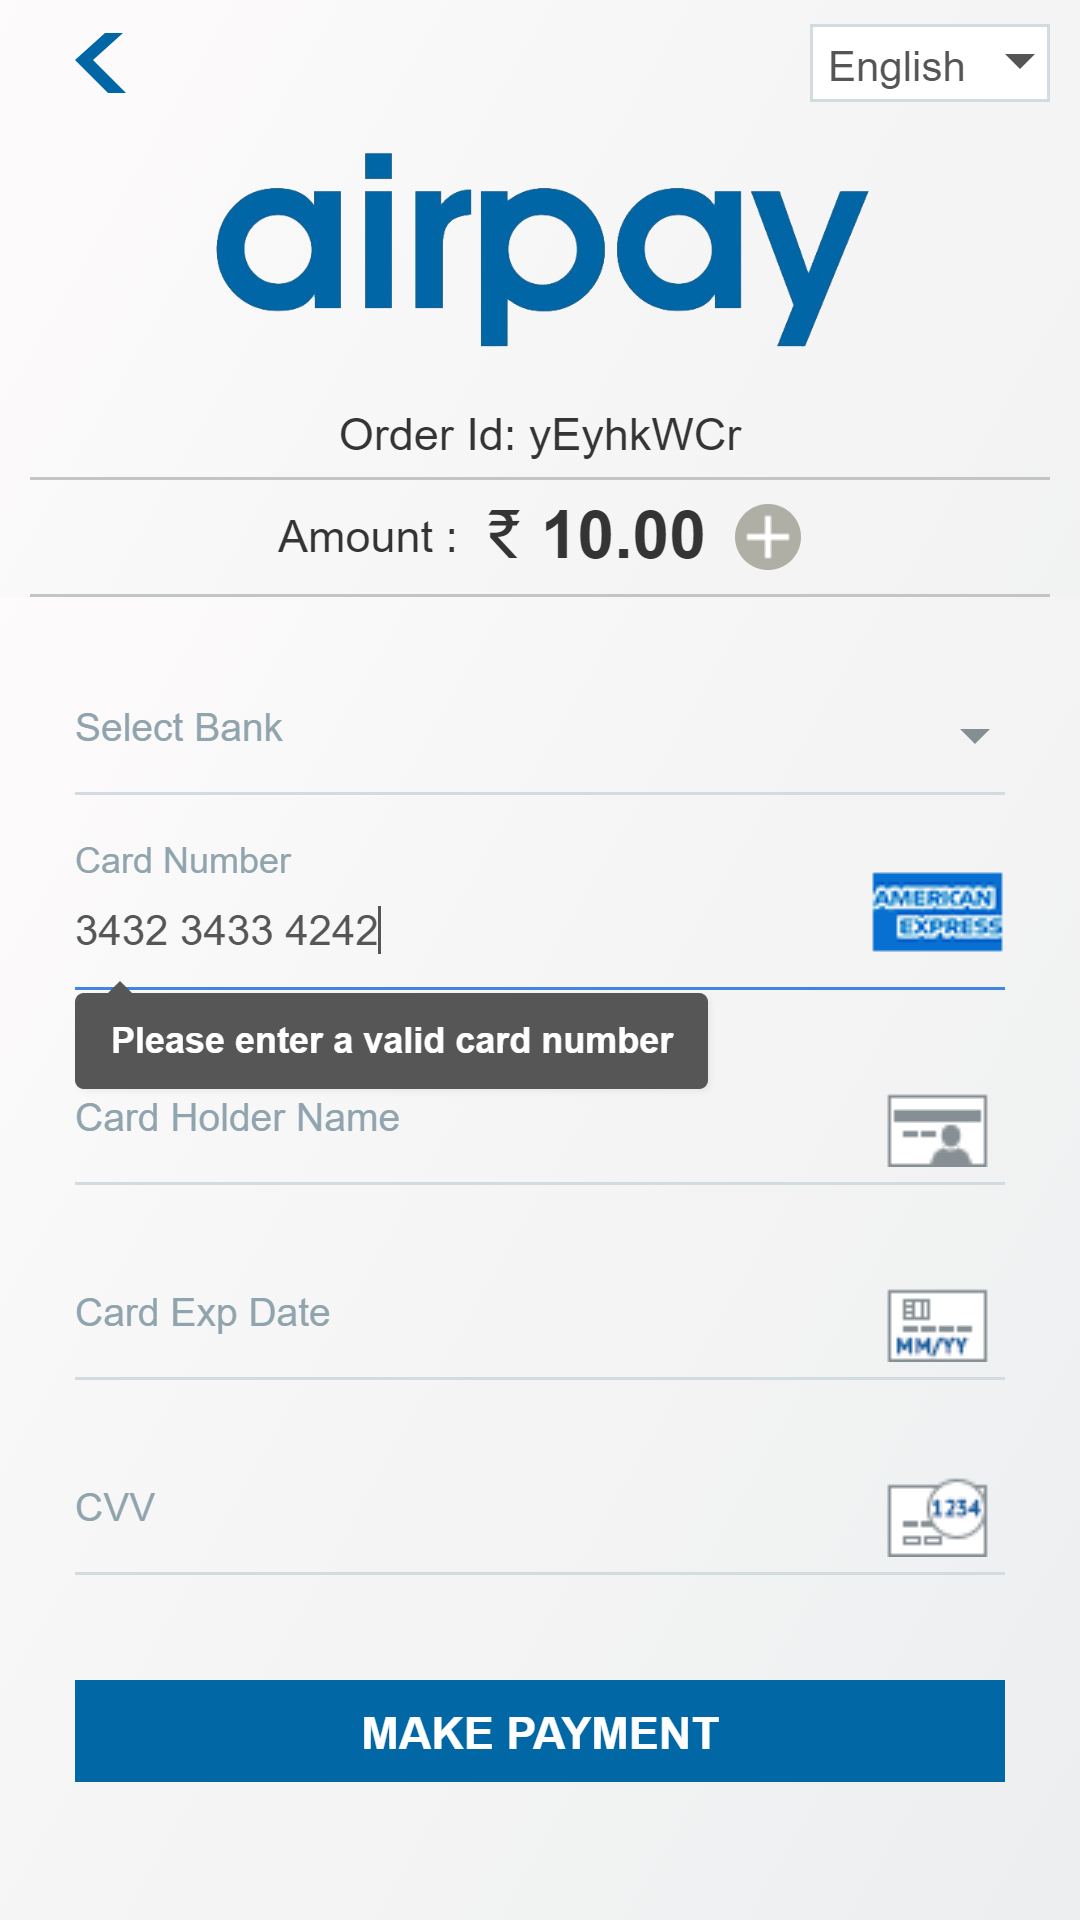 English
airpay
Order Id: yEyhkWCr
Amount : ₹ 10.00
Select Bank
Card Number
3432 3433 4242
AMERICAN
EXPRESS
Please enter a valid card number
Card Holder Name
Card Exp Date
MM/YY
CVV
1234
MAKE PAYMENT